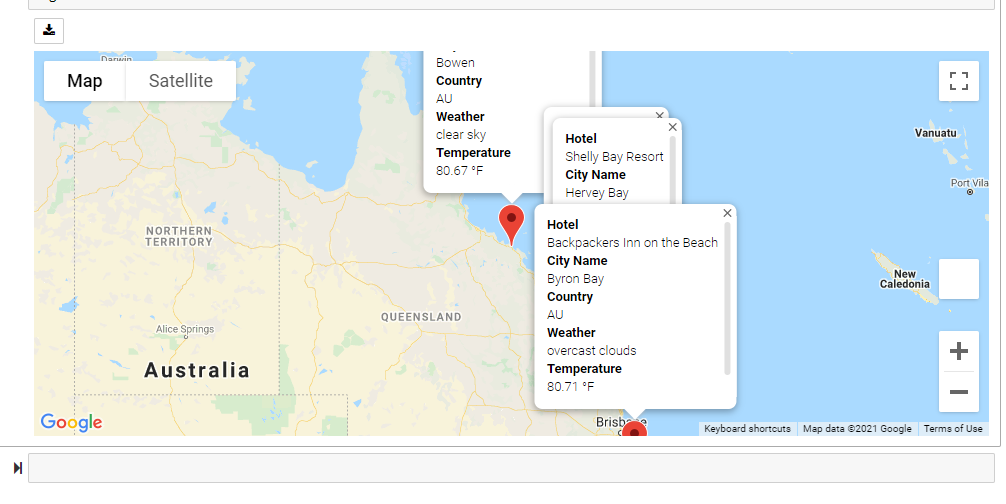 Darwin
Map
Satellite
Bowen
Country
AU
Weather
clear sky
Temperature
80.67 °F
Hotel
Shelly Bay Resort
City Name
Hervey Bay
Hotel
Backpackers Inn on the Beach
City Name
Byron Bay
Country
AU
Weather
overcast clouds
Temperature
80.71 °F
Vanuatu
Port Vila
NORTHERN
TERRITORY
New
Caledonia
QUEENSLAND
Alice Springs
Australia
Brisbane
Google
Keyboard shortcuts
Map data ©2021 Google
Terms of Use